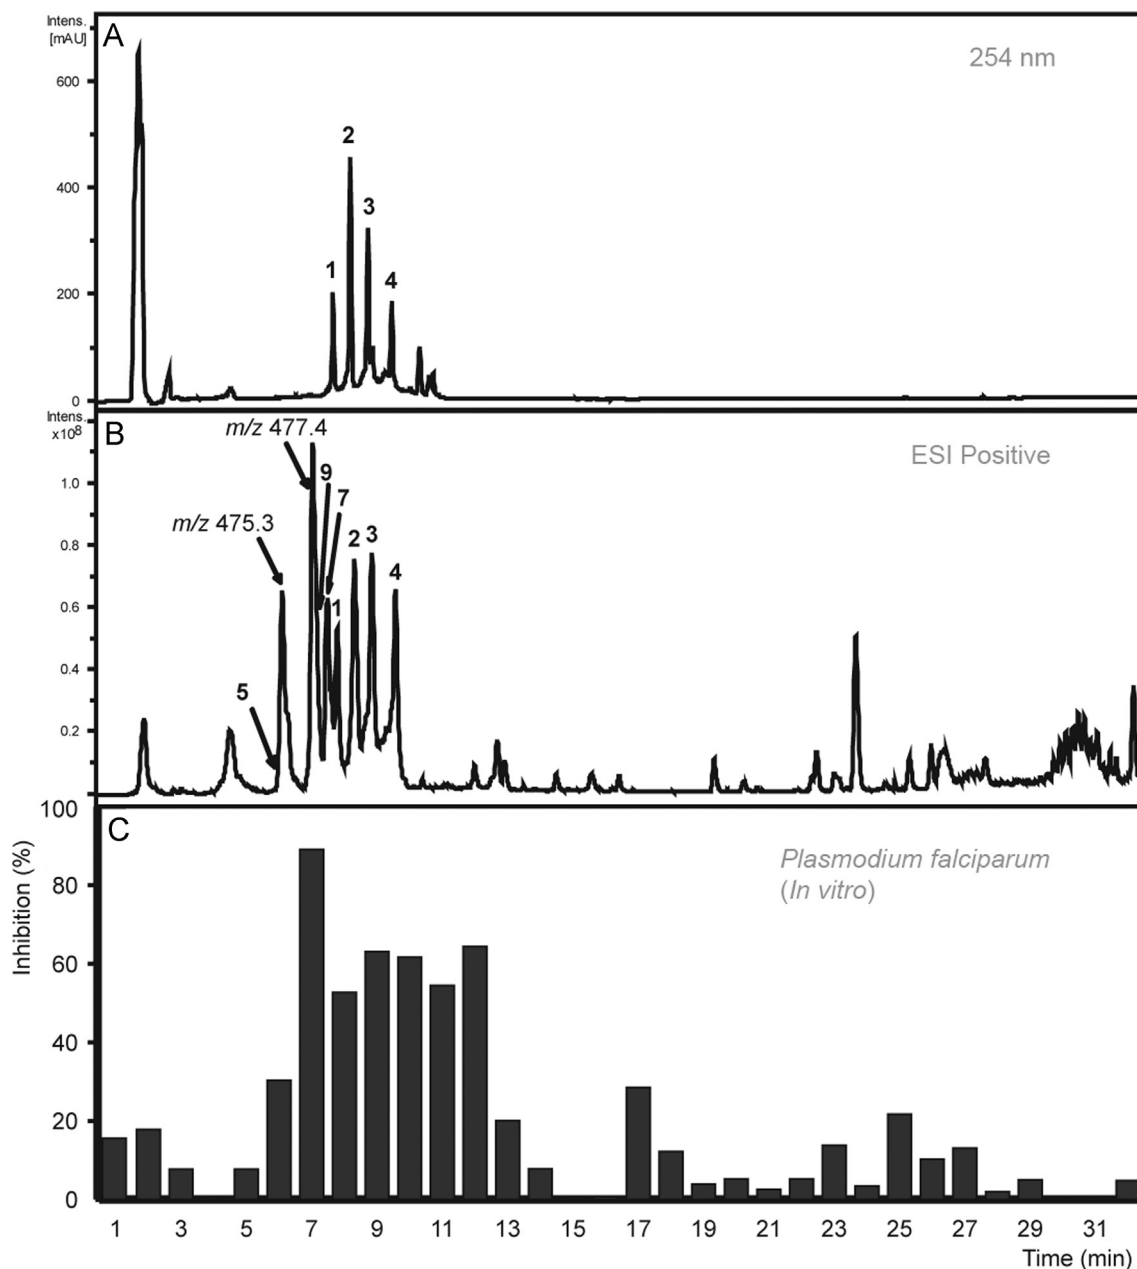 Intens.
[mAU]
A
254 nm
600
400
200
0
1
2
3
4
Intens.
x10⁸
B
ESI Positive
m/z 477.4
m/z 475.3
9
7
2
3
1
4
5
1.0
0.8
0.6
0.4
0.2
C
Plasmodium falciparum
(In vitro)
Inhibition (%)
100
80
60
40
20
0
1 3 5 7 9 11 13 15 17 19 21 23 25 27 29 31
Time (min)